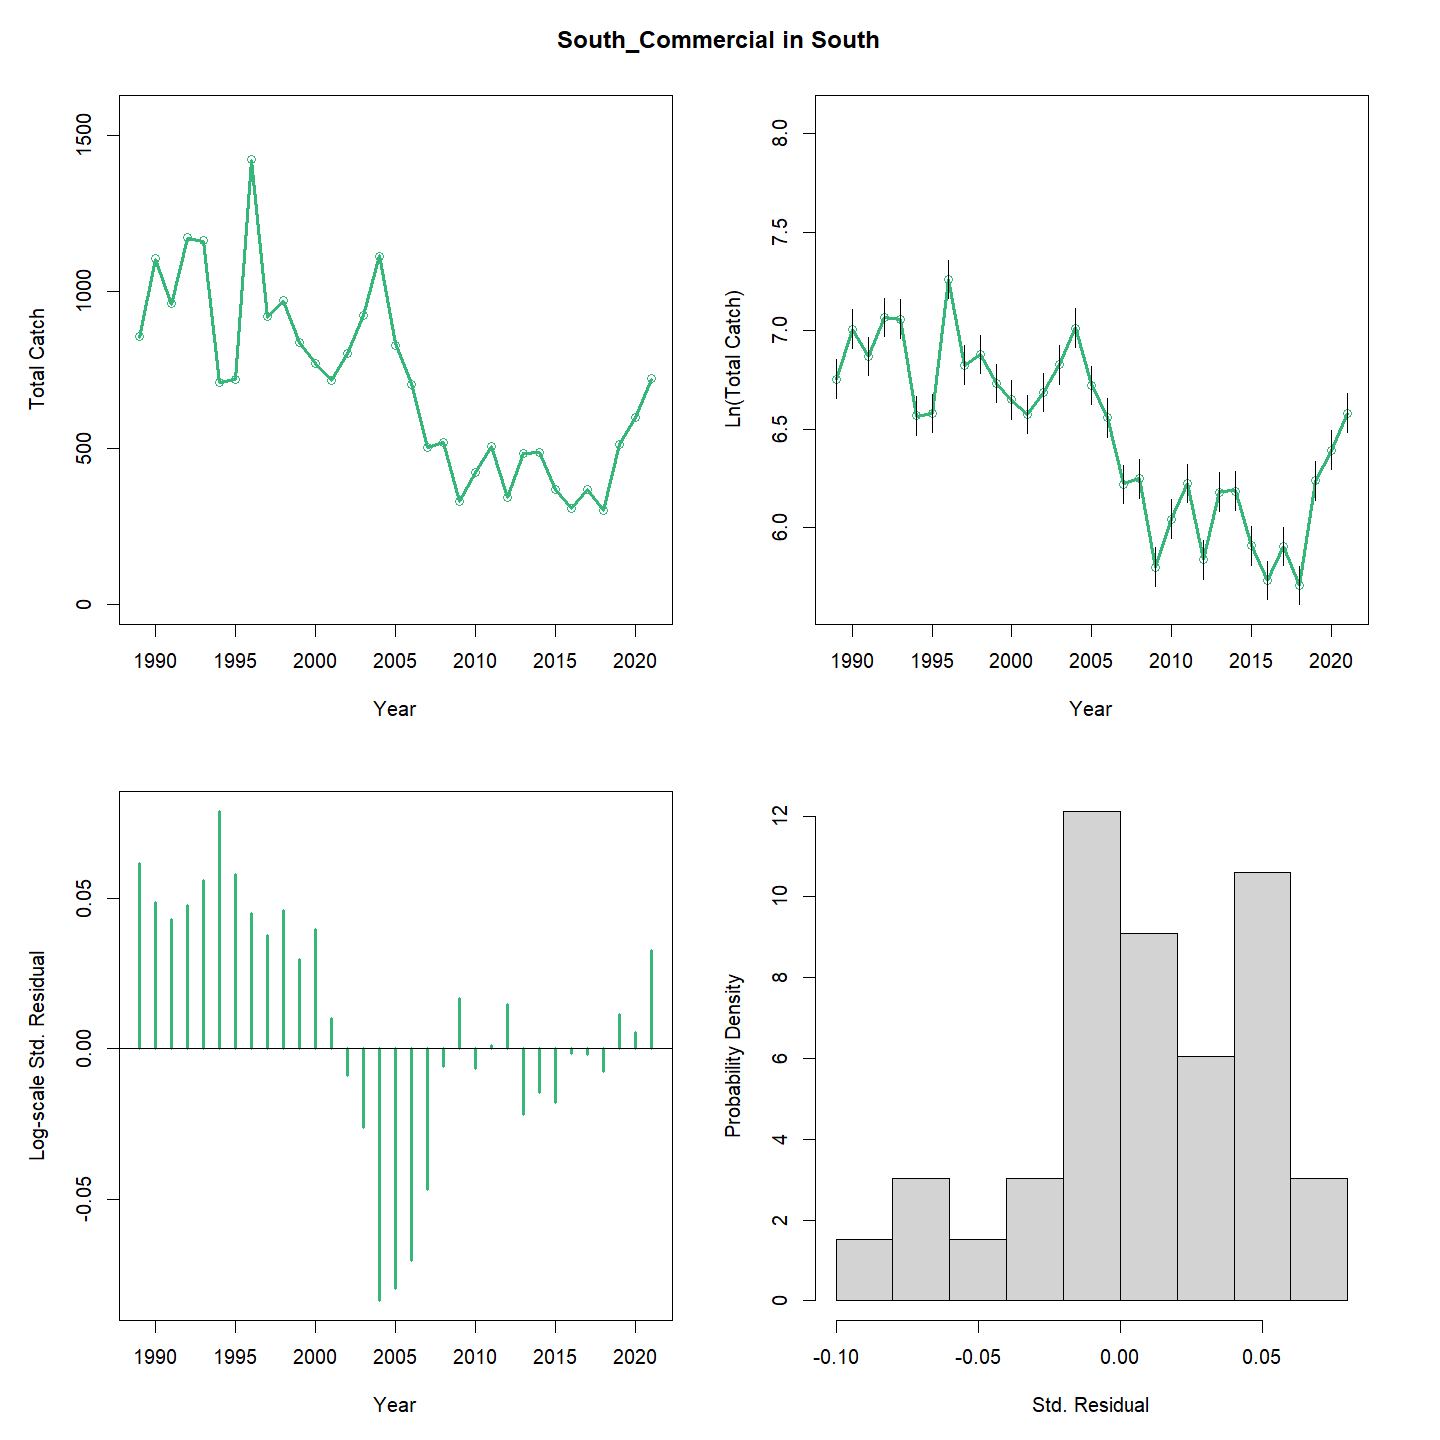 South_Commercial in South
Total Catch
1500
1000
500
0
1990 1995 2000 2005 2010 2015 2020
Year
Ln(Total Catch)
8.0
7.5
7.0
6.5
6.0
1990 1995 2000 2005 2010 2015 2020
Year
Log-scale Std. Residual
0.05
0.00
-0.05
1990 1995 2000 2005 2010 2015 2020
Year
Probability Density
12
10
8
6
4
2
0
-0.10 -0.05 0.00 0.05
Std. Residual